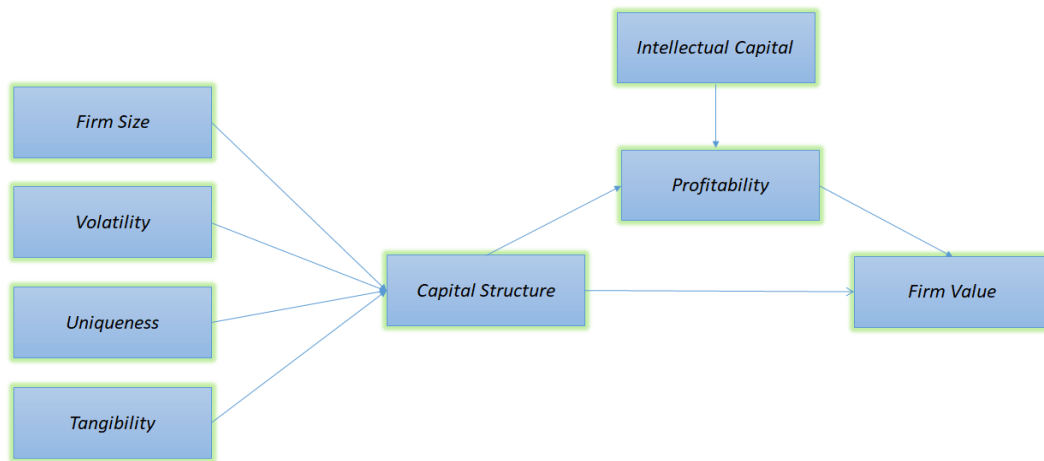 Intellectual Capital
Firm Size
Profitability
Volatility
Capital Structure
Firm Value
Uniqueness
Tangibility